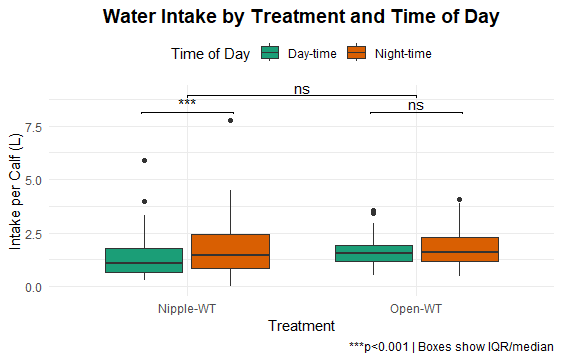 Water Intake by Treatment and Time of Day
Time of Day Day-time Night-time
ns
*** ns
Intake per Calf (L)
7.5
5.0
2.5
0.0
Nipple-WT Open-WT
Treatment
***p<0.001 | Boxes show IQR/median